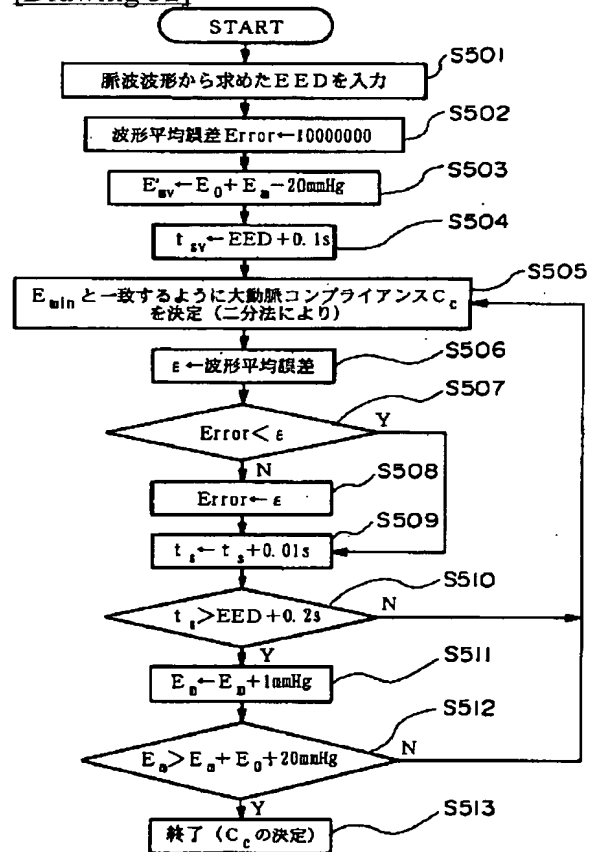 START
S501
脈波波形から求めたEEDを入力
S502
波形平均誤差Error←10000000
S503
E'mv←E0+Em−20mmHg
S504
tsv←EED+0.1s
S505
Eminと一致するように大動脈コンプライアンスCc
を決定(二分法により)
S506
ε←波形平均誤差
S507
Error<ε
Y
N
S508
Error←ε
S509
ts←ts+0.01s
S510
ts>EED+0.2s
N
Y
S511
Em←Em+1mmHg
S512
Em>Em+E0+20mmHg
N
Y
S513
終了(Ccの決定)